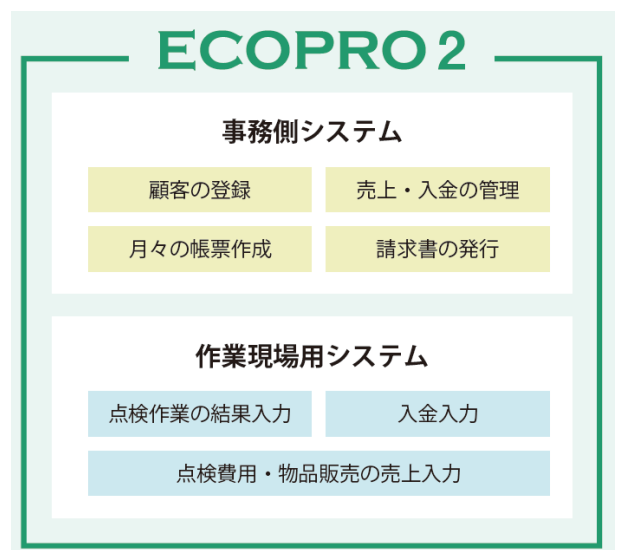 ECOPRO 2
事務側システム
顧客の登録
売上・入金の管理
月々の帳票作成
請求書の発行
作業現場用システム
点検作業の結果入力
入金入力
点検費用・物品販売の売上入力